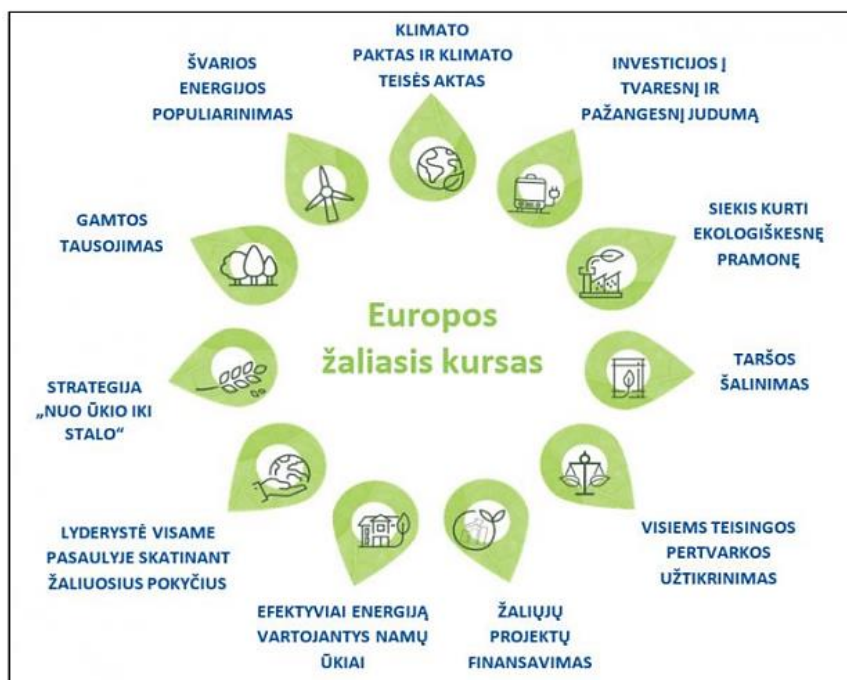 KLIMATO
PAKTAS IR KLIMATO
TEISĖS AKTAS
INVESTICIJOS Į
TVARESNĮ IR
PAŽANGESNĮ JUDUMĄ
SIEKIS KURTI
EKOLOGIŠKESNĘ
PRAMONĘ
TARŠOS
ŠALINIMAS
VISIEMS TEISINGOS
PERTVARKOS
UŽTIKRINIMAS
ŽALIŲJŲ
PROJEKTŲ
FINANSAVIMAS
EFEKTYVIAI ENERGIJĄ
VARTOJANTYS NAMŲ
ŪKIAI
LYDERYSTĖ VISAME
PASAULYJE SKATINANT
ŽALIUOSIUS POKYČIUS
STRATEGIJA
„NUO ŪKIO IKI
STALO“
GAMTOS
TAUSOJIMAS
ŠVARIOS
ENERGIJOS
POPULIARINIMAS
Europos
žaliasis kursas